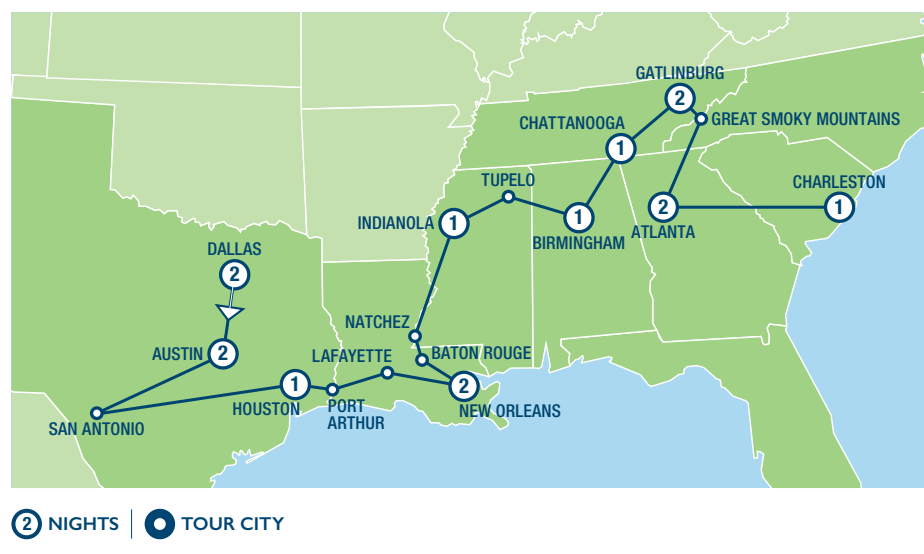 GATLINBURG
2
CHATTANOOGA
GREAT SMOKY MOUNTAINS
1
TUPELO
CHARLESTON
INDIANOLA
1
1
2
1
BIRMINGHAM
ATLANTA
DALLAS
2
NATCHEZ
AUSTIN
2
LAFAYETTE
BATON ROUGE
1
2
HOUSTON
PORT
ARTHUR
NEW ORLEANS
SAN ANTONIO
2 NIGHTS
TOUR CITY